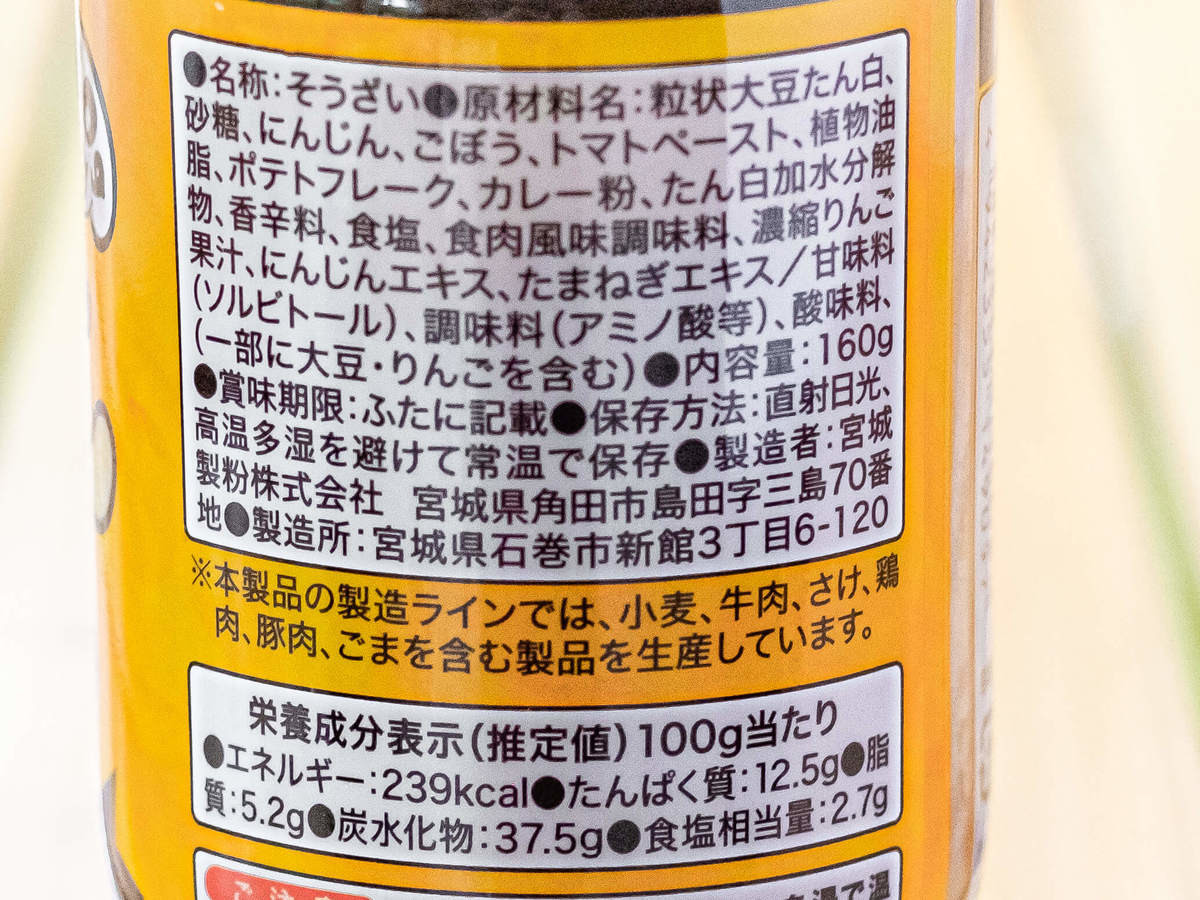 ●名称：そうざい●原材料名：粒状大豆たん白、
砂糖、にんじん、ごぼう、トマトペースト、植物油
脂、ポテトフレーク、カレー粉、たん白加水分解
物、香辛料、食塩、食肉風味調味料、濃縮りんご
果汁、にんじんエキス、たまねぎエキス／甘味料
(ソルビトール)、調味料(アミノ酸等)、酸味料、
(一部に大豆・りんごを含む)●内容量：160g
●賞味期限：ふたに記載●保存方法：直射日光、
高温多湿を避けて常温で保存●製造者：宮城
製粉株式会社 宮城県角田市島田字三島70番
地●製造所：宮城県石巻市新館3丁目6-120
※本製品の製造ラインでは、小麦、牛肉、さけ、鶏
肉、豚肉、ごまを含む製品を生産しています。
栄養成分表示(推定値)100g当たり
●エネルギー：239kcal●たんぱく質：12.5g●脂
質：5.2g●炭水化物：37.5g●食塩相当量：2.7g